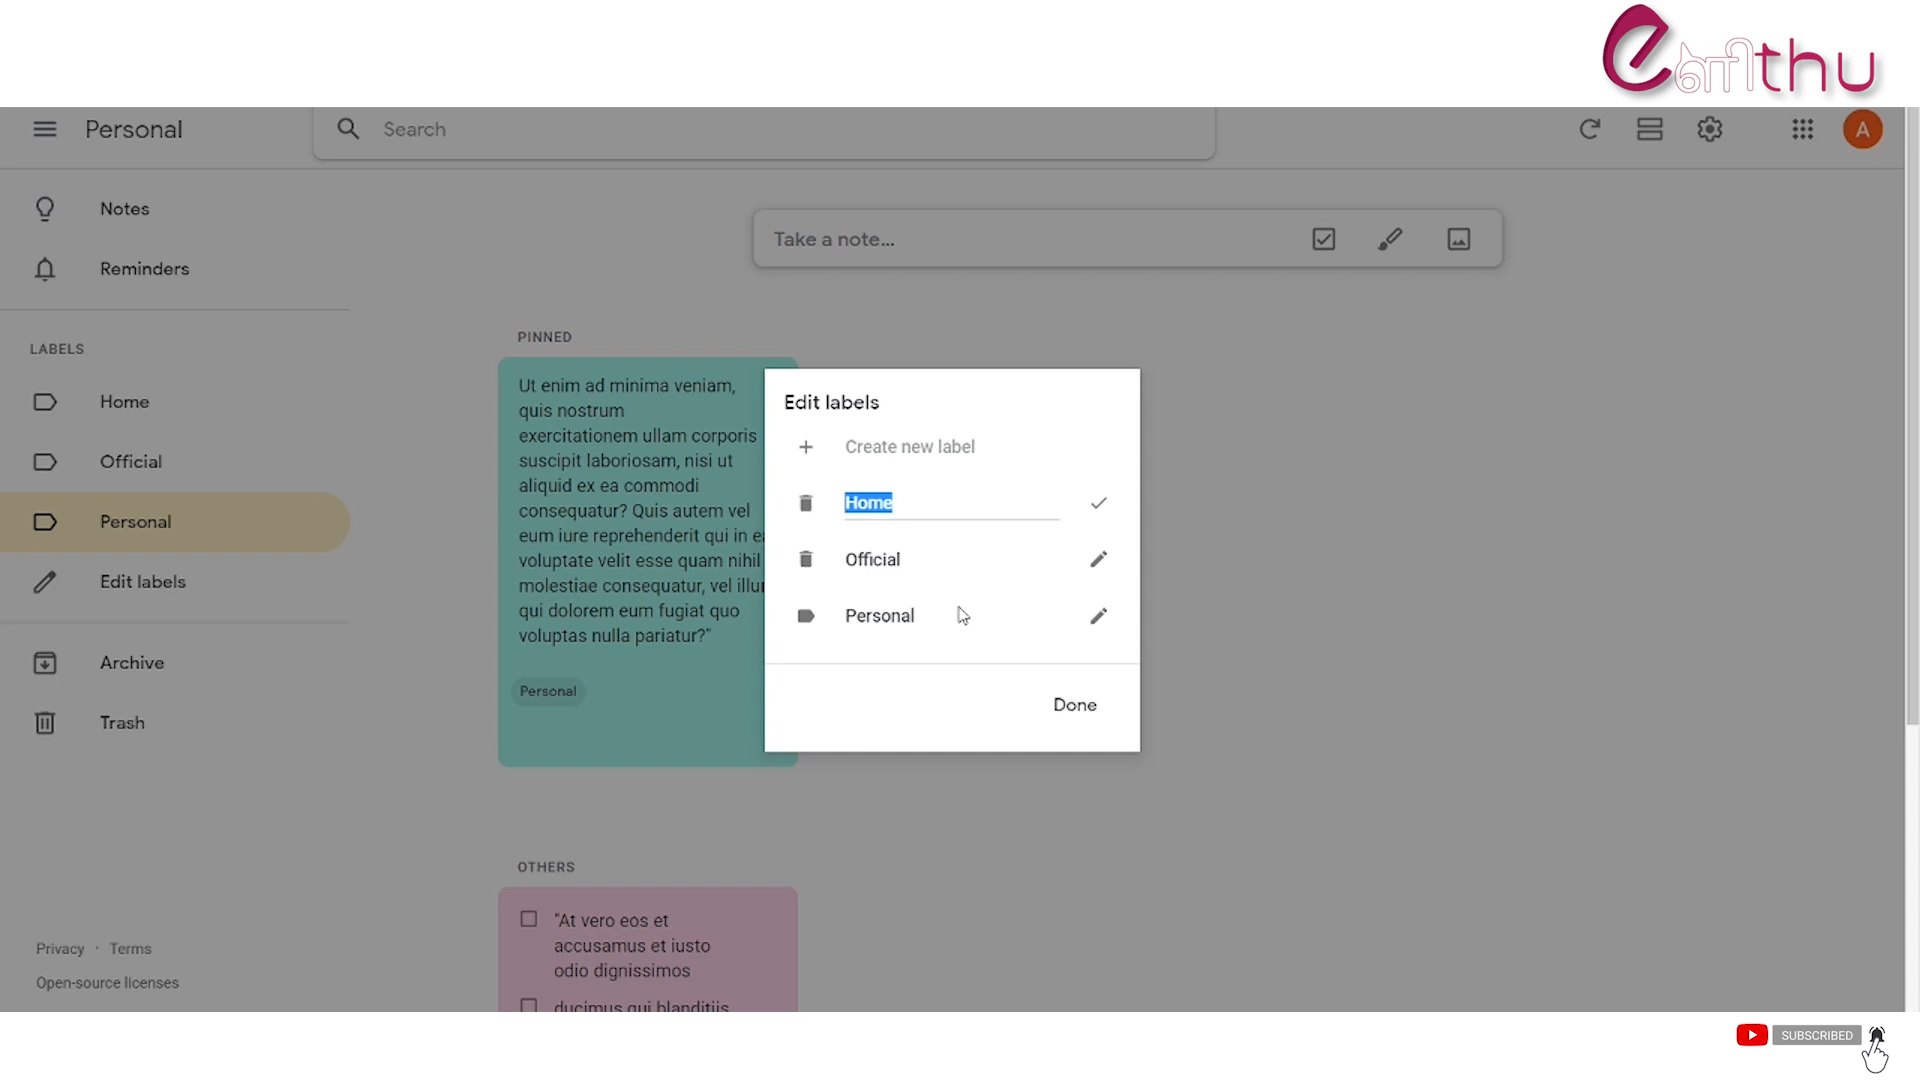 eளிthu
Personal
Search
A
Notes
Reminders
Take a note...
LABELS
Home
Official
Personal
Edit labels
Archive
Trash
PINNED
Ut enim ad minima veniam,
quis nostrum
exercitationem ullam corporis
suscipit laboriosam, nisi ut
aliquid ex ea commodi
consequatur? Quis autem vel
eum iure reprehenderit qui in ea
voluptate velit esse quam nihil
molestiae consequatur, vel illum
qui dolorem eum fugiat quo
voluptas nulla pariatur?"
Personal
Edit labels
Create new label
Home
Official
Personal
Done
OTHERS
"At vero eos et
accusamus et iusto
odio dignissimos
ducimus qui blanditiis
Privacy · Terms
Open-source licenses
SUBSCRIBED